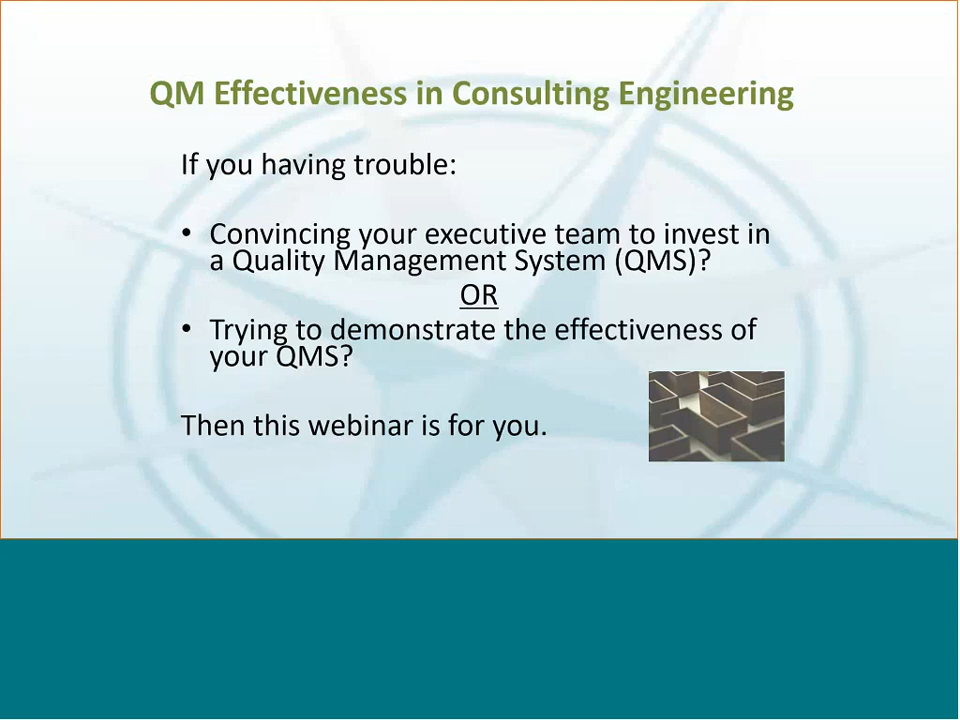 QM Effectiveness in Consulting Engineering
If you having trouble:
• Convincing your executive team to invest in
a Quality Management System (QMS)?
OR
• Trying to demonstrate the effectiveness of
your QMS?
Then this webinar is for you.